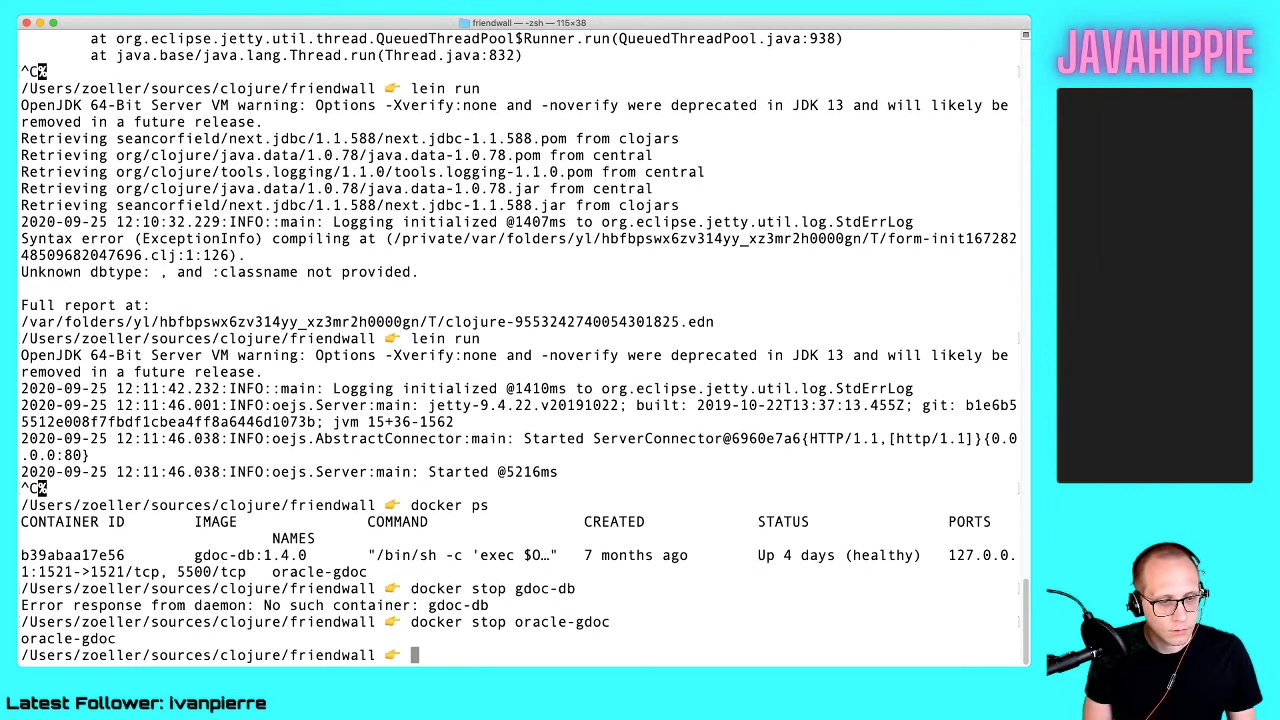 friendwall — -zsh — 115×38
JAVAHIPPIE
at org.eclipse.jetty.util.thread.QueuedThreadPool$Runner.run(QueuedThreadPool.java:938)
at java.base/java.lang.Thread.run(Thread.java:832)
^C%
/Users/zoeller/sources/clojure/friendwall 👉 lein run
OpenJDK 64-Bit Server VM warning: Options -Xverify:none and -noverify were deprecated in JDK 13 and will likely be
removed in a future release.
Retrieving seancorfield/next.jdbc/1.1.588/next.jdbc-1.1.588.pom from clojars
Retrieving org/clojure/java.data/1.0.78/java.data-1.0.78.pom from central
Retrieving org/clojure/tools.logging/1.1.0/tools.logging-1.1.0.pom from central
Retrieving org/clojure/java.data/1.0.78/java.data-1.0.78.jar from central
Retrieving seancorfield/next.jdbc/1.1.588/next.jdbc-1.1.588.jar from clojars
2020-09-25 12:10:32.229:INFO::main: Logging initialized @1407ms to org.eclipse.jetty.util.log.StdErrLog
Syntax error (ExceptionInfo) compiling at (/private/var/folders/yl/hbfbpswx6zv314yy_xz3mr2h0000gn/T/form-init167282
48509682047696.clj:1:126).
Unknown dbtype: , and :classname not provided.
Full report at:
/var/folders/yl/hbfbpswx6zv314yy_xz3mr2h0000gn/T/clojure-9553242740054301825.edn
/Users/zoeller/sources/clojure/friendwall 👉 lein run
OpenJDK 64-Bit Server VM warning: Options -Xverify:none and -noverify were deprecated in JDK 13 and will likely be
removed in a future release.
2020-09-25 12:11:42.232:INFO::main: Logging initialized @1410ms to org.eclipse.jetty.util.log.StdErrLog
2020-09-25 12:11:46.001:INFO:oejs.Server:main: jetty-9.4.22.v20191022; built: 2019-10-22T13:37:13.455Z; git: b1e6b5
5512e008f7fbdf1cbea4ff8a6446d1073b; jvm 15+36-1562
2020-09-25 12:11:46.038:INFO:oejs.AbstractConnector:main: Started ServerConnector@6960e7a6{HTTP/1.1,[http/1.1]}{0.0
.0.0:80}
2020-09-25 12:11:46.038:INFO:oejs.Server:main: Started @5216ms
^C%
/Users/zoeller/sources/clojure/friendwall 👉 docker ps
CONTAINER ID IMAGE COMMAND CREATED STATUS PORTS
NAMES
b39abaa17e56 gdoc-db:1.4.0 "/bin/sh -c 'exec $O…" 7 months ago Up 4 days (healthy) 127.0.0.
1:1521->1521/tcp, 5500/tcp oracle-gdoc
/Users/zoeller/sources/clojure/friendwall 👉 docker stop gdoc-db
Error response from daemon: No such container: gdoc-db
/Users/zoeller/sources/clojure/friendwall 👉 docker stop oracle-gdoc
oracle-gdoc
/Users/zoeller/sources/clojure/friendwall 👉
Latest Follower: ivanpierre